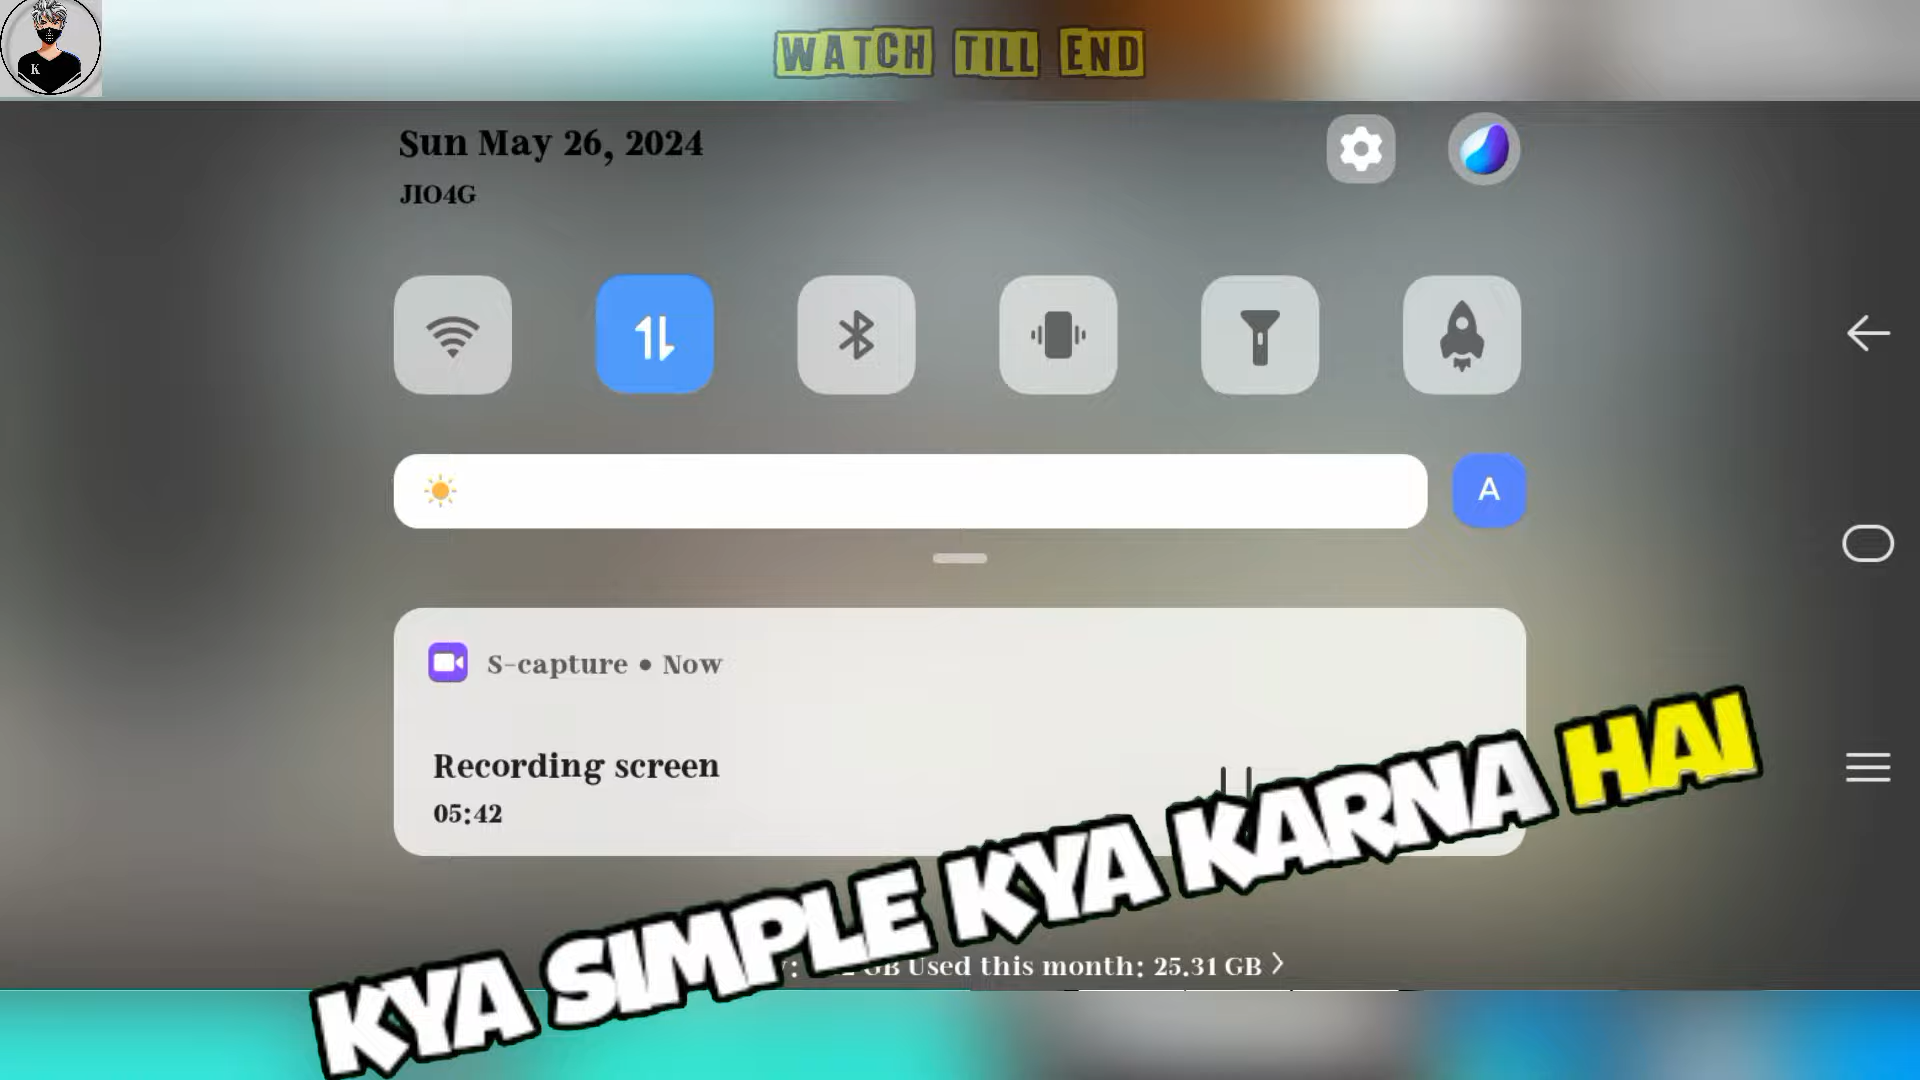 WATCH TILL END
K
Sun May 26, 2024
JIO4G
A
S-capture • Now
Recording screen
05:42
KYA SIMPLE KYA KARNA HAI
GB Used this month: 25.31 GB